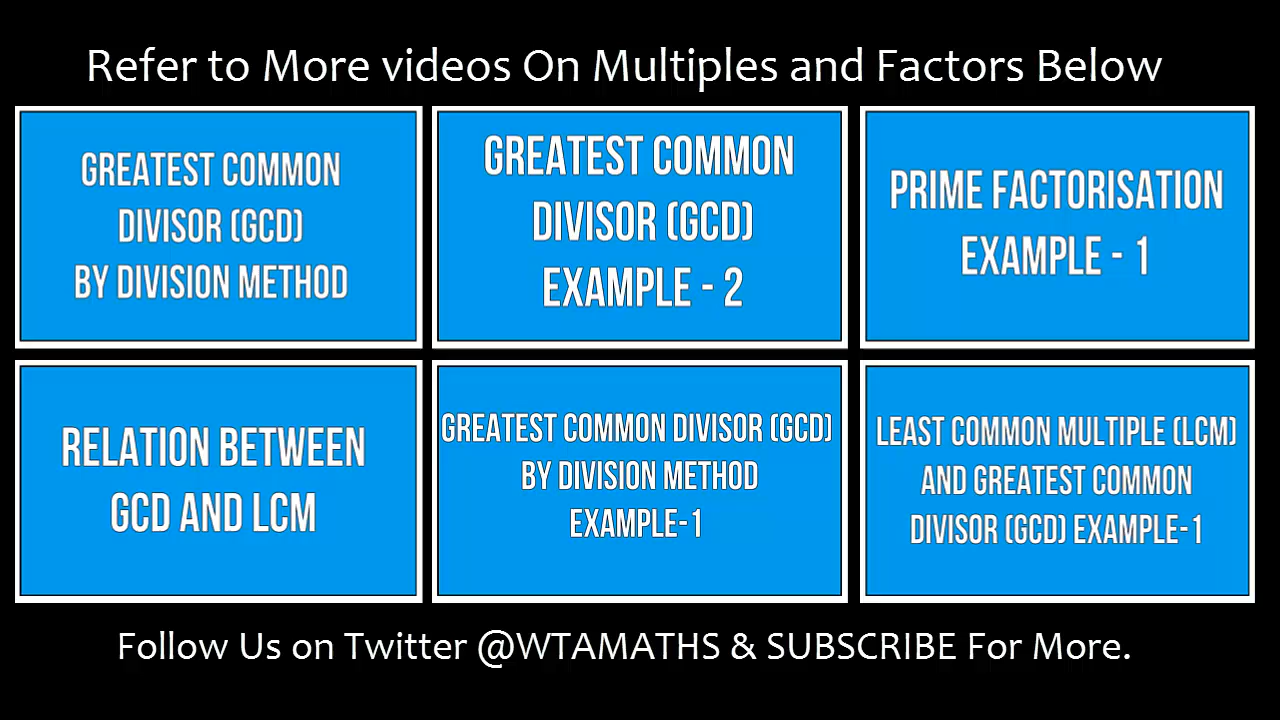 Refer to More videos On Multiples and Factors Below
GREATEST COMMON
DIVISOR (GCD)
BY DIVISION METHOD
GREATEST COMMON
DIVISOR (GCD)
EXAMPLE - 2
PRIME FACTORISATION
EXAMPLE - 1
RELATION BETWEEN
GCD AND LCM
GREATEST COMMON DIVISOR (GCD)
BY DIVISION METHOD
EXAMPLE-1
LEAST COMMON MULTIPLE (LCM)
AND GREATEST COMMON
DIVISOR (GCD) EXAMPLE-1
Follow Us on Twitter @WTAMATHS & SUBSCRIBE For More.